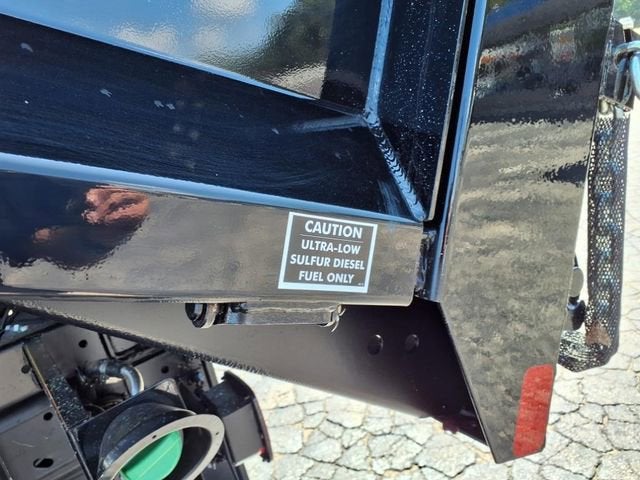 CAUTION
ULTRA-LOW
SULFUR DIESEL
FUEL ONLY